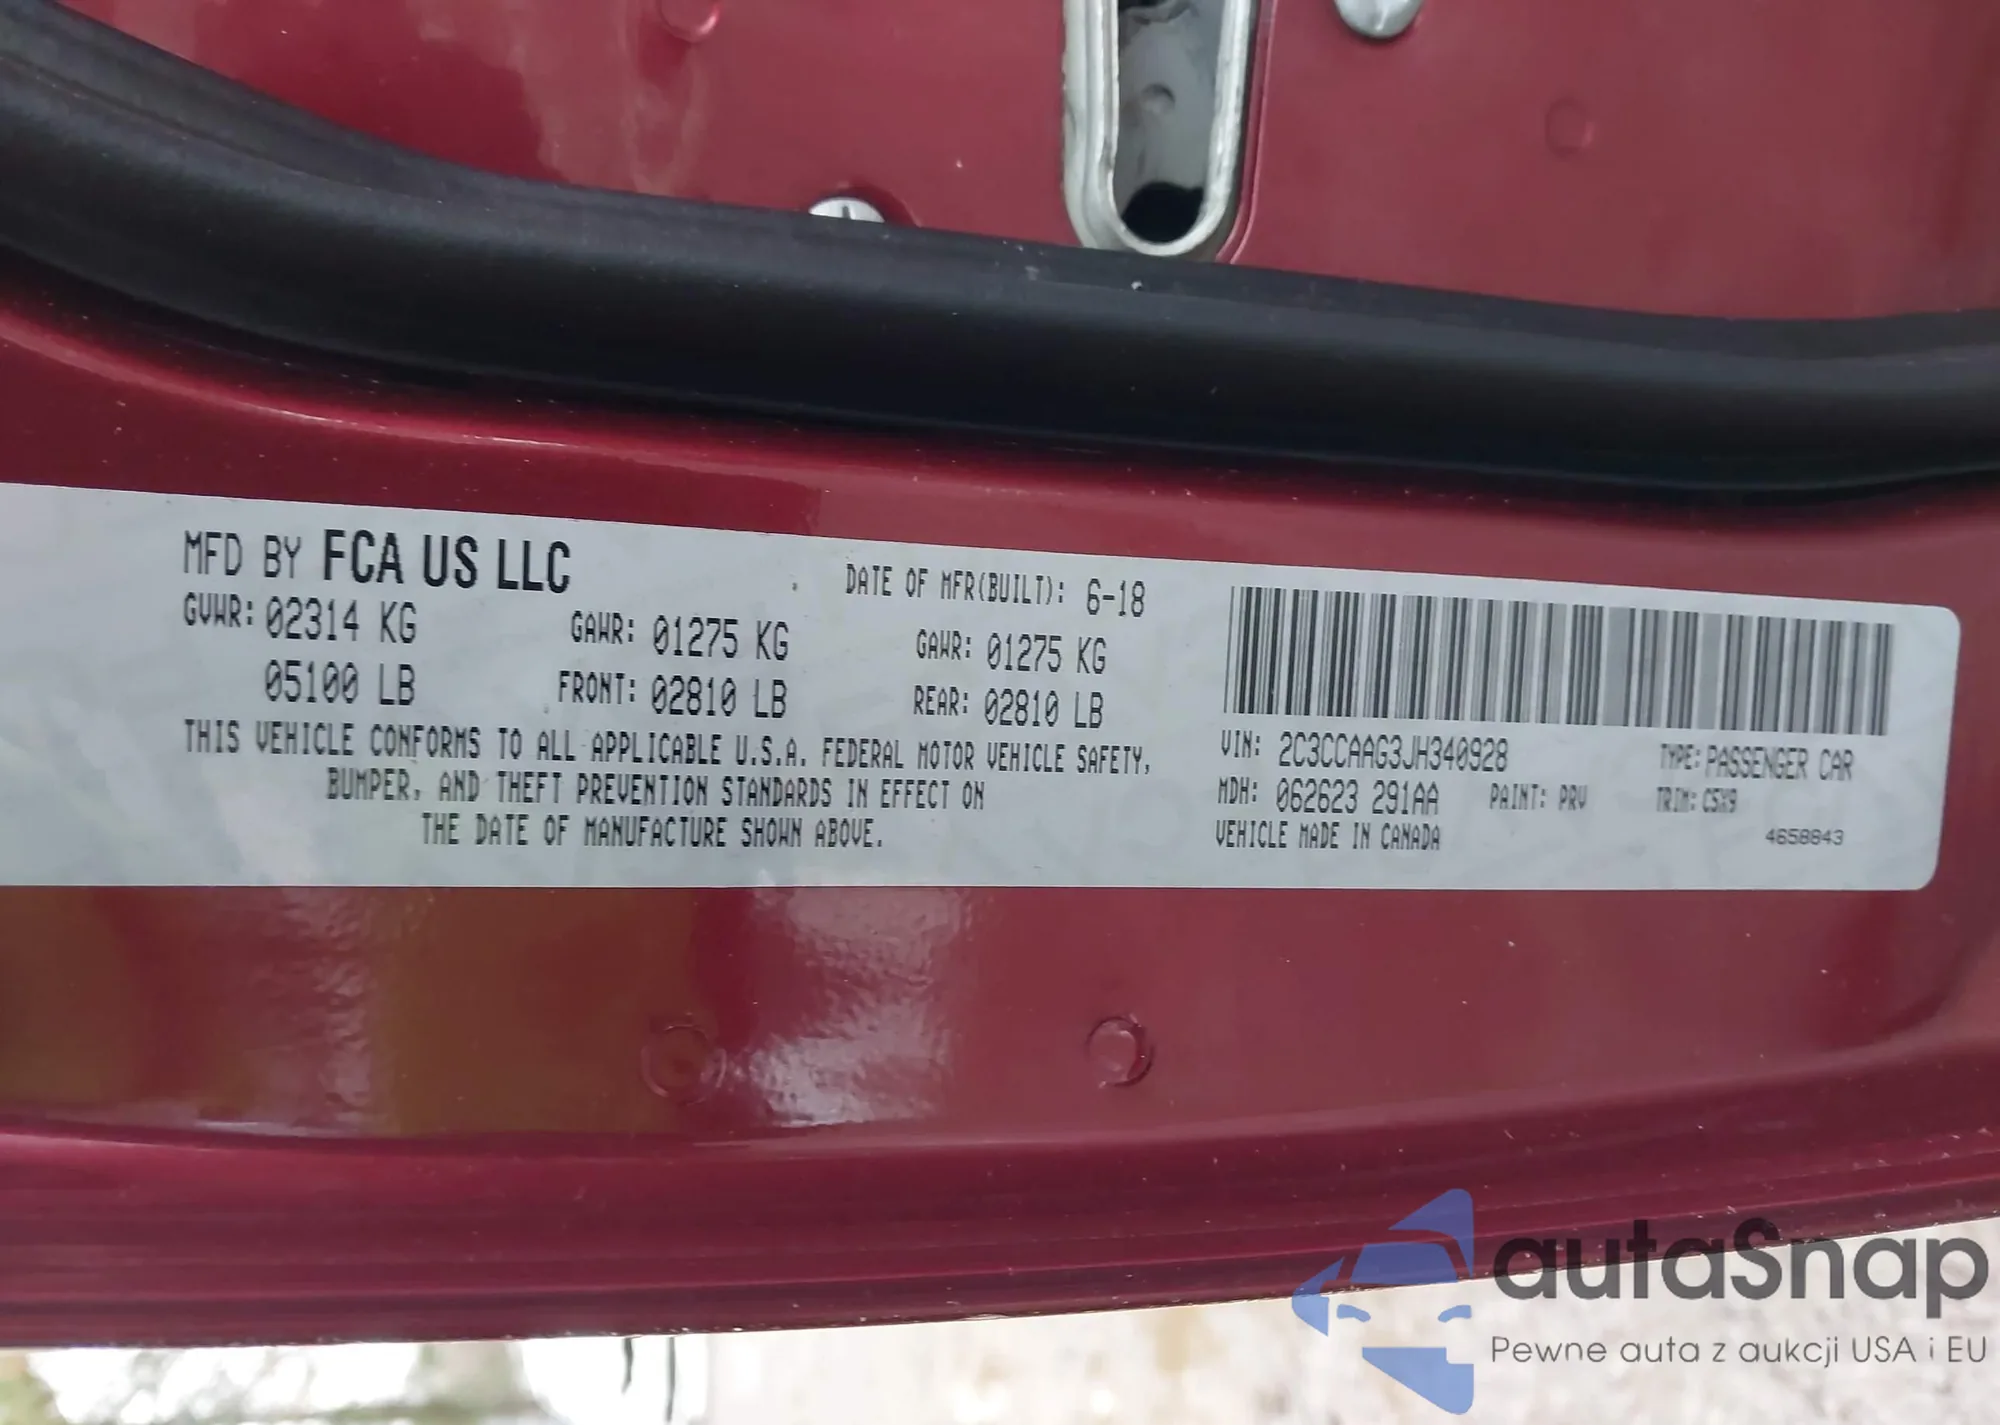 MFD BY FCA US LLC
DATE OF MFR(BUILT): 6-18
GVWR: 02314 KG GAWR: 01275 KG GAWR: 01275 KG
05100 LB FRONT: 02810 LB REAR: 02810 LB
THIS VEHICLE CONFORMS TO ALL APPLICABLE U.S.A. FEDERAL MOTOR VEHICLE SAFETY,
BUMPER, AND THEFT PREVENTION STANDARDS IN EFFECT ON
THE DATE OF MANUFACTURE SHOWN ABOVE.
VIN: 2C3CCAAG3JH340928 TYPE: PASSENGER CAR
MDH: 062623 291AA PAINT: PRV TRIM: C5X9
VEHICLE MADE IN CANADA 4658843
autaSnap
Pewne auta z aukcji USA i EU